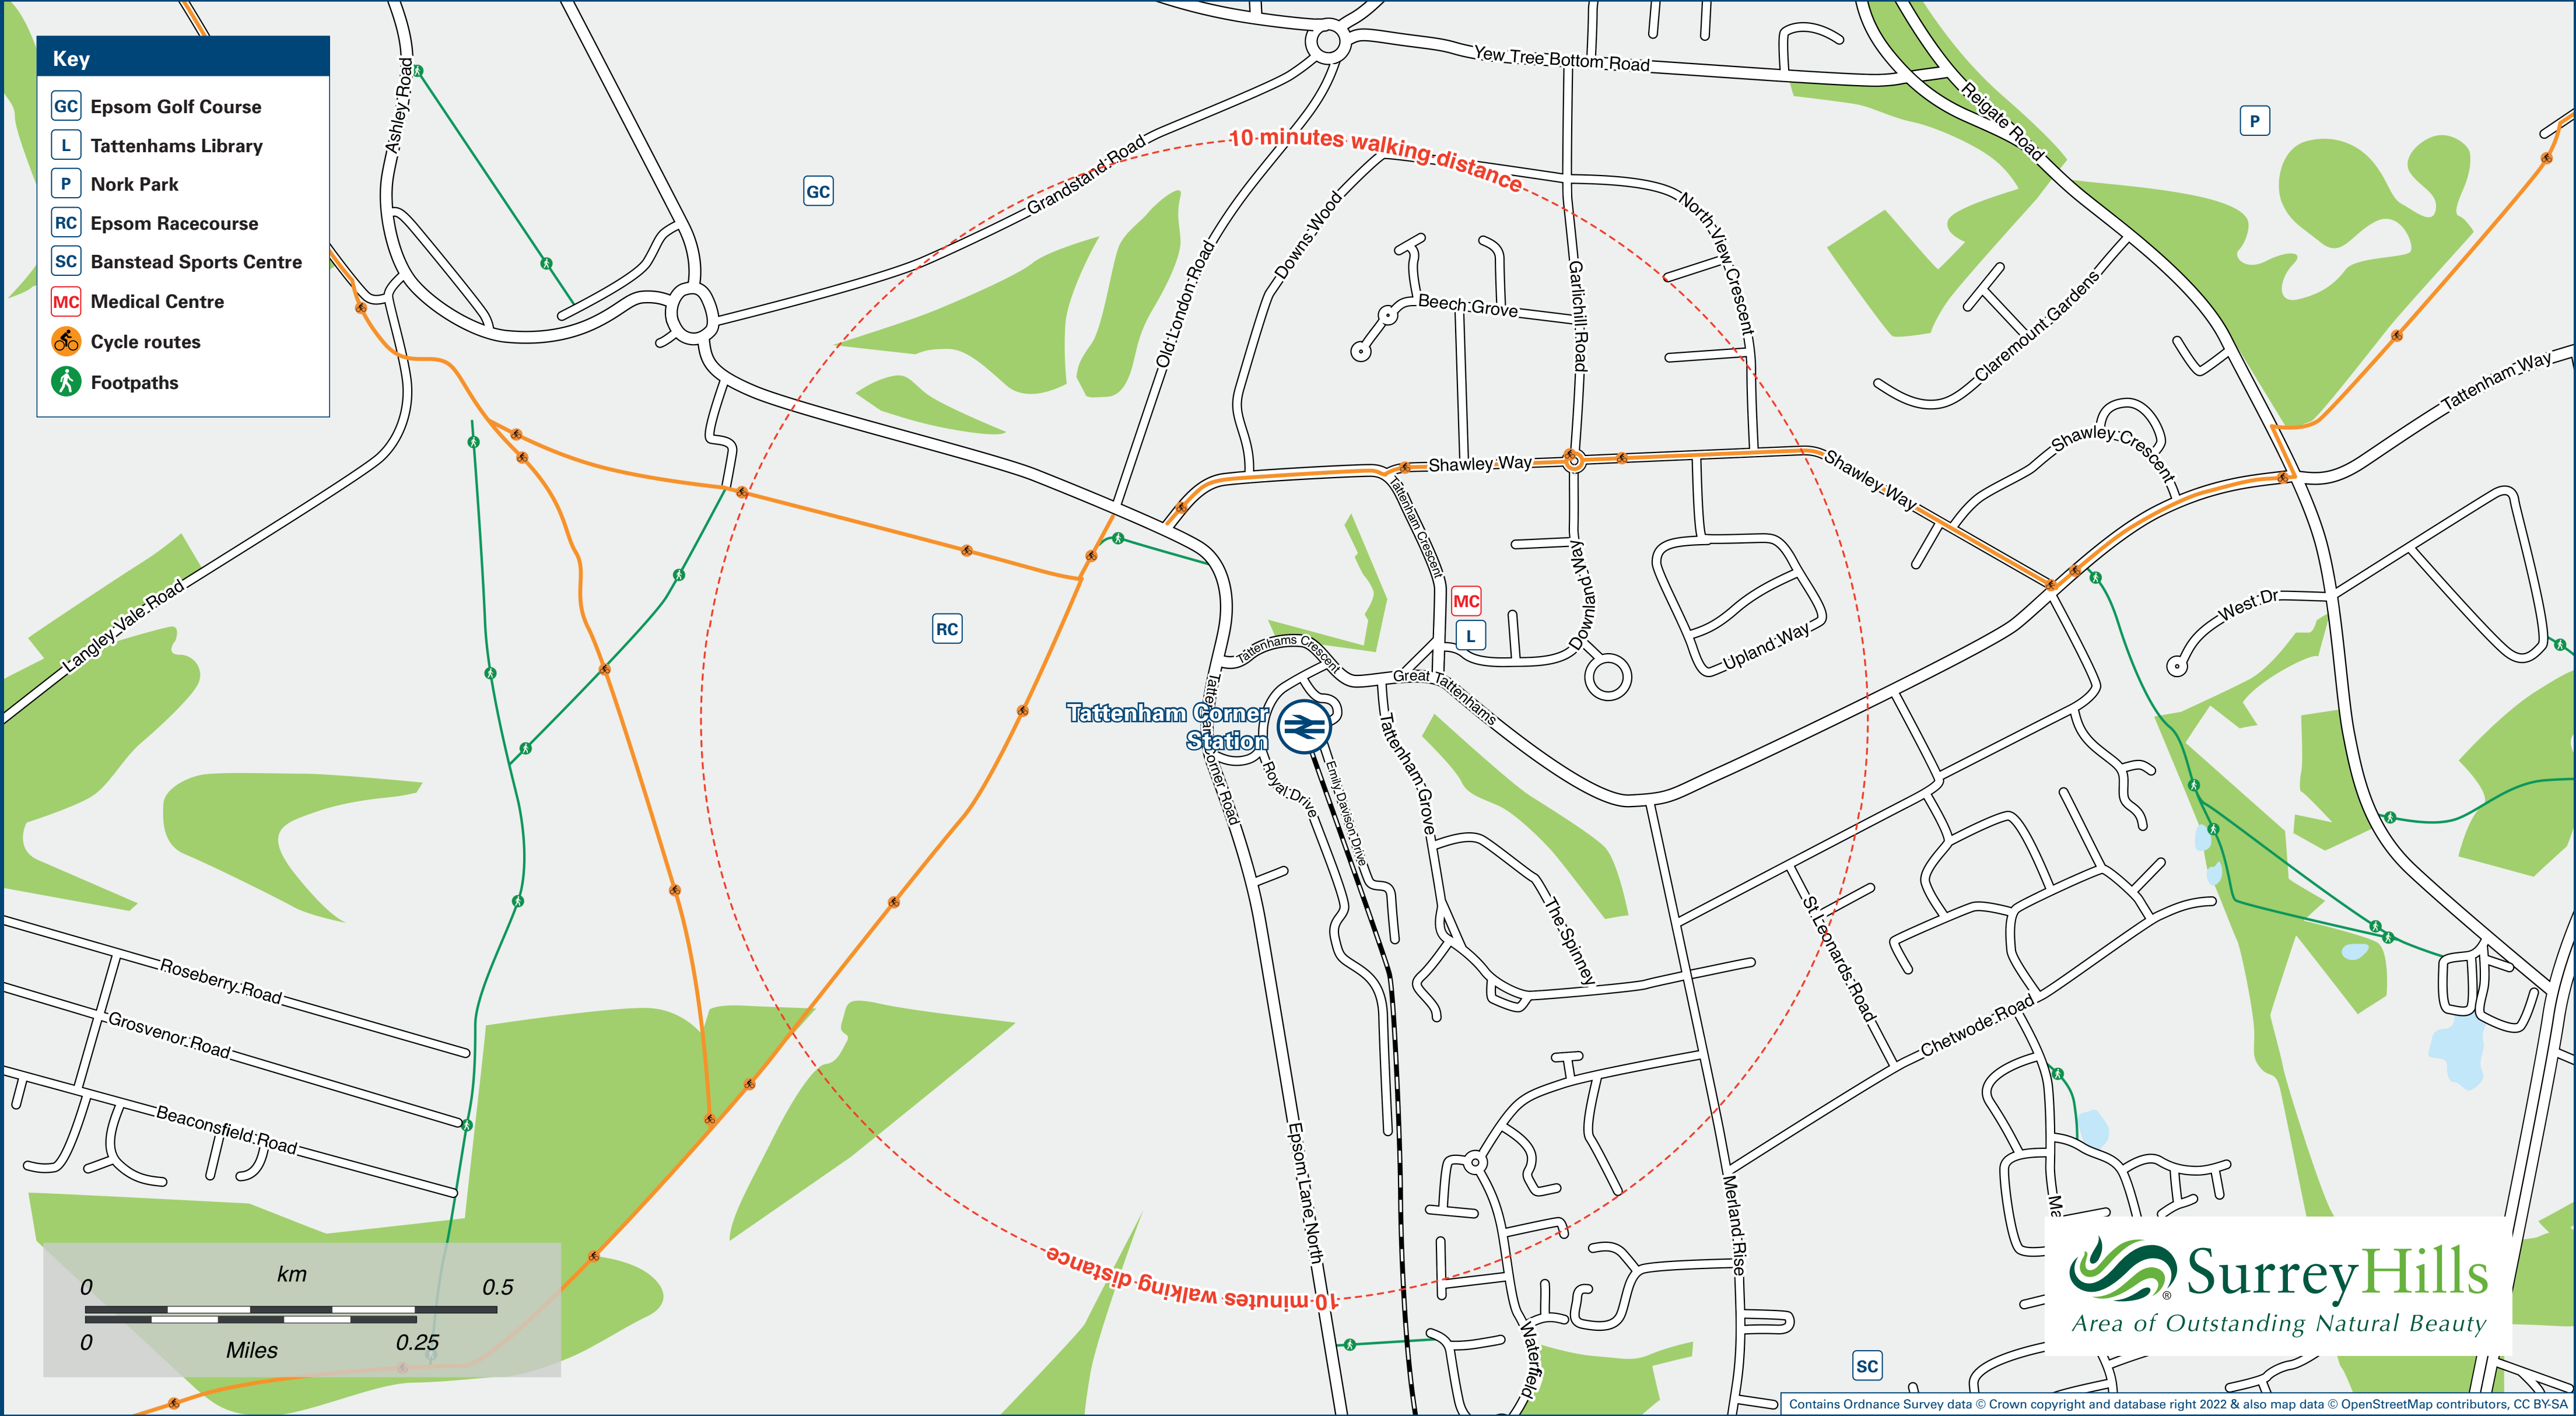 Key
GC Epsom Golf Course
L Tattenhams Library
P Nork Park
RC Epsom Racecourse
SC Banstead Sports Centre
MC Medical Centre
Cycle routes
Footpaths
Ashley Road
Yew Tree Bottom Road
Reigate Road
P
GC
Grandstand Road
10 minutes walking distance
Downs Wood
North View Crescent
Old London Road
Garlichill Road
Beech Grove
Claremount Gardens
Tattenham Way
Shawley Way
Shawley Way
Shawley Crescent
Tattenham Crescent
Downland Way
MC
L
RC
Langley Vale Road
Upland Way
West Dr
Tattenhams Crescent
Great Tattenhams
Tattenham Corner
Station
Tattenham Corner Road
Royal Drive
Emily Davison Drive
Tattenham Grove
The Spinney
St Leonards Road
Chetwode Road
Roseberry Road
Grosvenor Road
Beaconsfield Road
Epsom Lane North
Merland Rise
Ma
10 minutes walking distance
Waterfield
SC
0 km 0.5
0 Miles 0.25
SurreyHills
®
Area of Outstanding Natural Beauty
Contains Ordnance Survey data © Crown copyright and database right 2022 & also map data © OpenStreetMap contributors, CC BY-SA